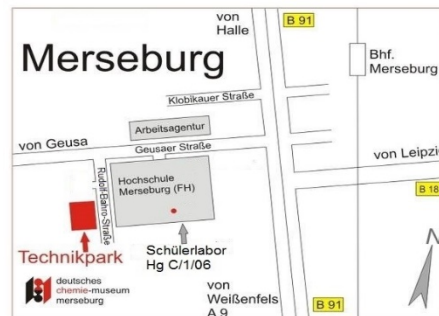 von
Halle
B 91
Merseburg
Bhf.
Merseburg
Klobikauer Straße
Arbeitsagentur
von Geusa
Geusaer Straße
von Leipzig
Rudolf-Bahro-Straße
Hochschule
Merseburg (FH)
B 18
Technikpark
Schülerlabor
Hg C/1/06
N
deutsches
chemie-museum
merseburg
von
Weißenfels
A 9
B 91